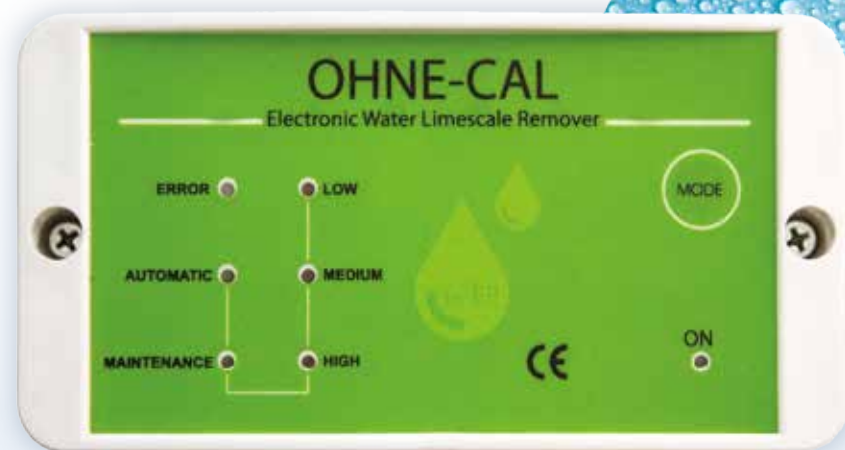 OHNE-CAL
Electronic Water Limescale Remover
ERROR LOW
MODE
AUTOMATIC MEDIUM
MAINTENANCE HIGH
CE
ON